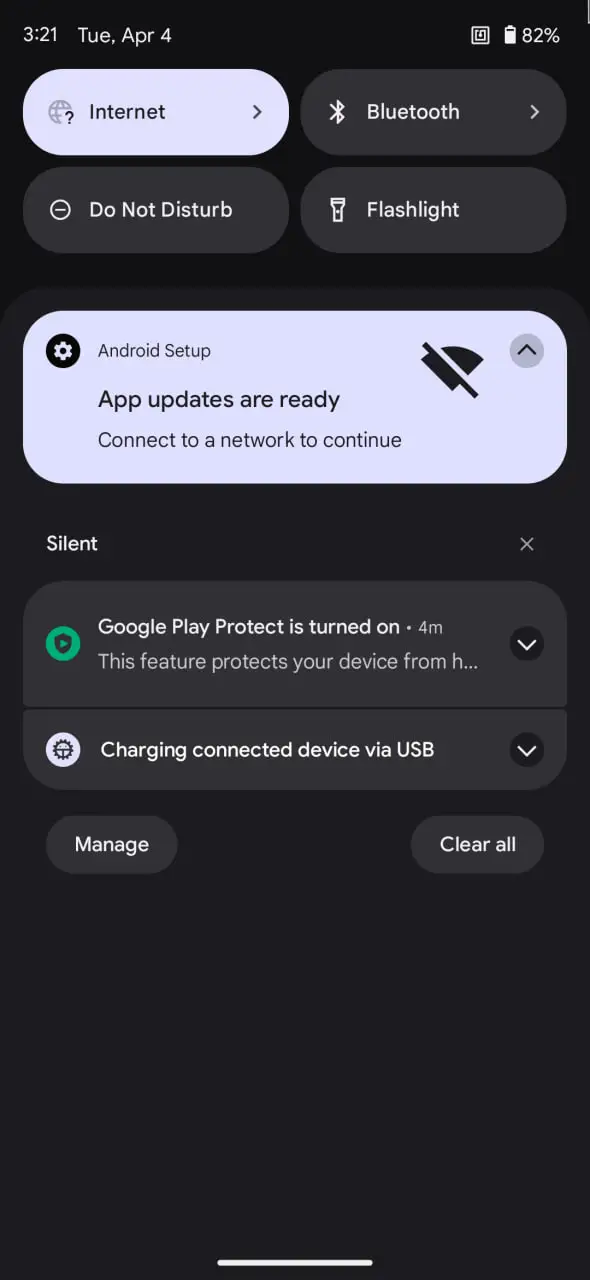 3:21 Tue, Apr 4 82%
Internet Bluetooth
Do Not Disturb Flashlight
Android Setup
App updates are ready
Connect to a network to continue
Silent
Google Play Protect is turned on • 4m
This feature protects your device from h...
Charging connected device via USB
Manage Clear all